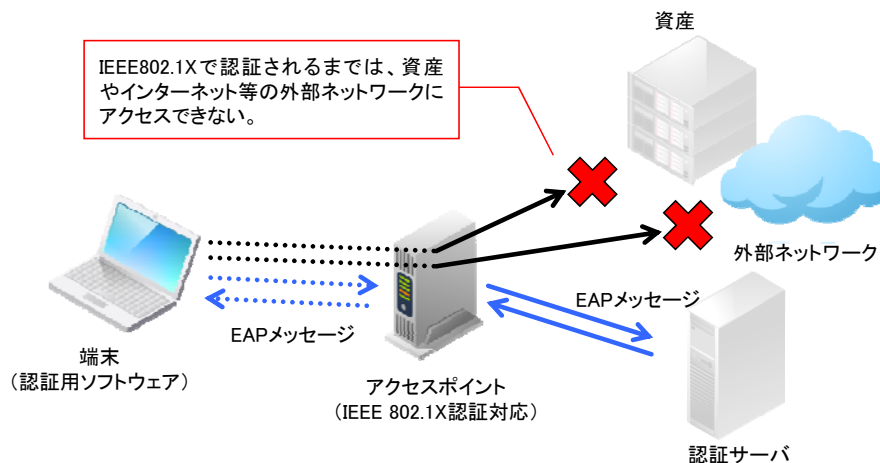 資産
IEEE802.1Xで認証されるまでは、資産
やインターネット等の外部ネットワークに
アクセスできない。
外部ネットワーク
EAPメッセージ
EAPメッセージ
端末
(認証用ソフトウェア)
アクセスポイント
(IEEE 802.1X認証対応)
認証サーバ